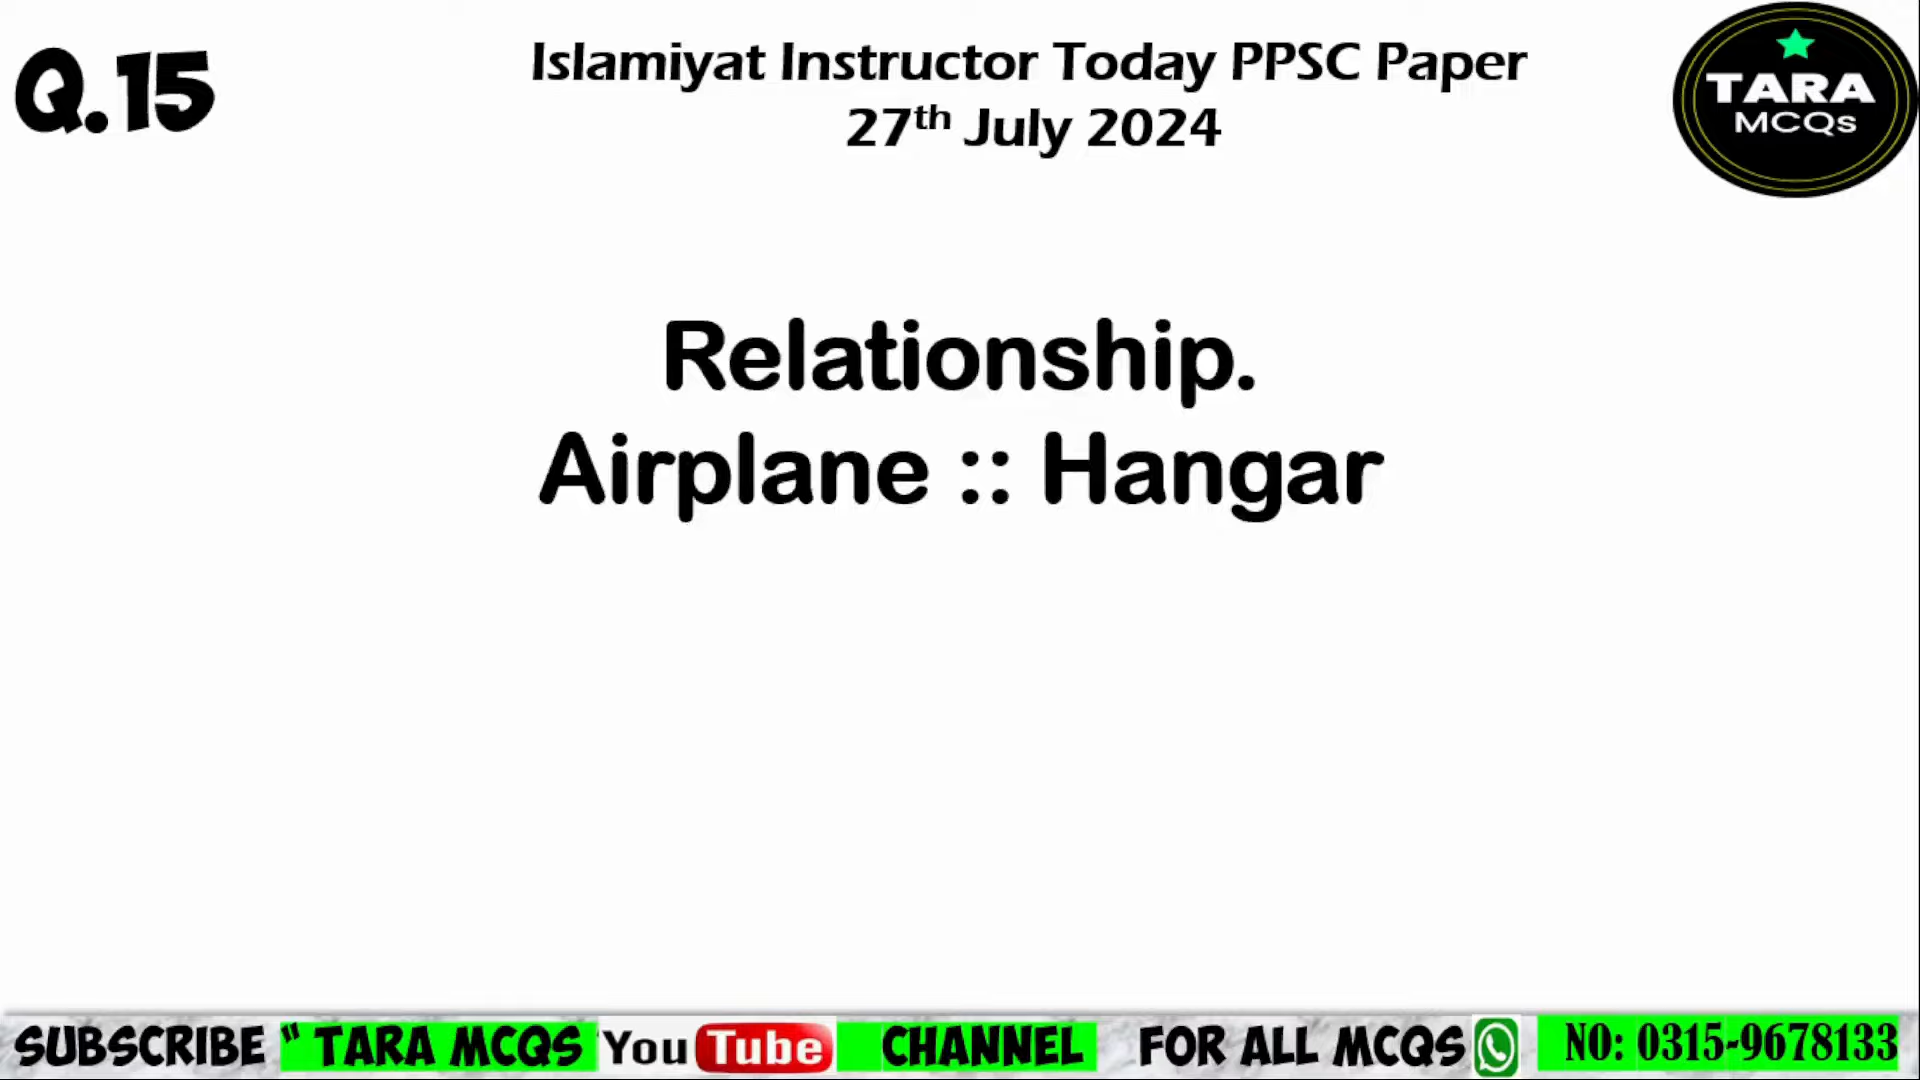 Q.15
Islamiyat Instructor Today PPSC Paper
27th July 2024
TARA
MCQs
Relationship.
Airplane :: Hangar
SUBSCRIBE " TARA MCQS YouTube CHANNEL FOR ALL MCQS NO: 0315-9678133